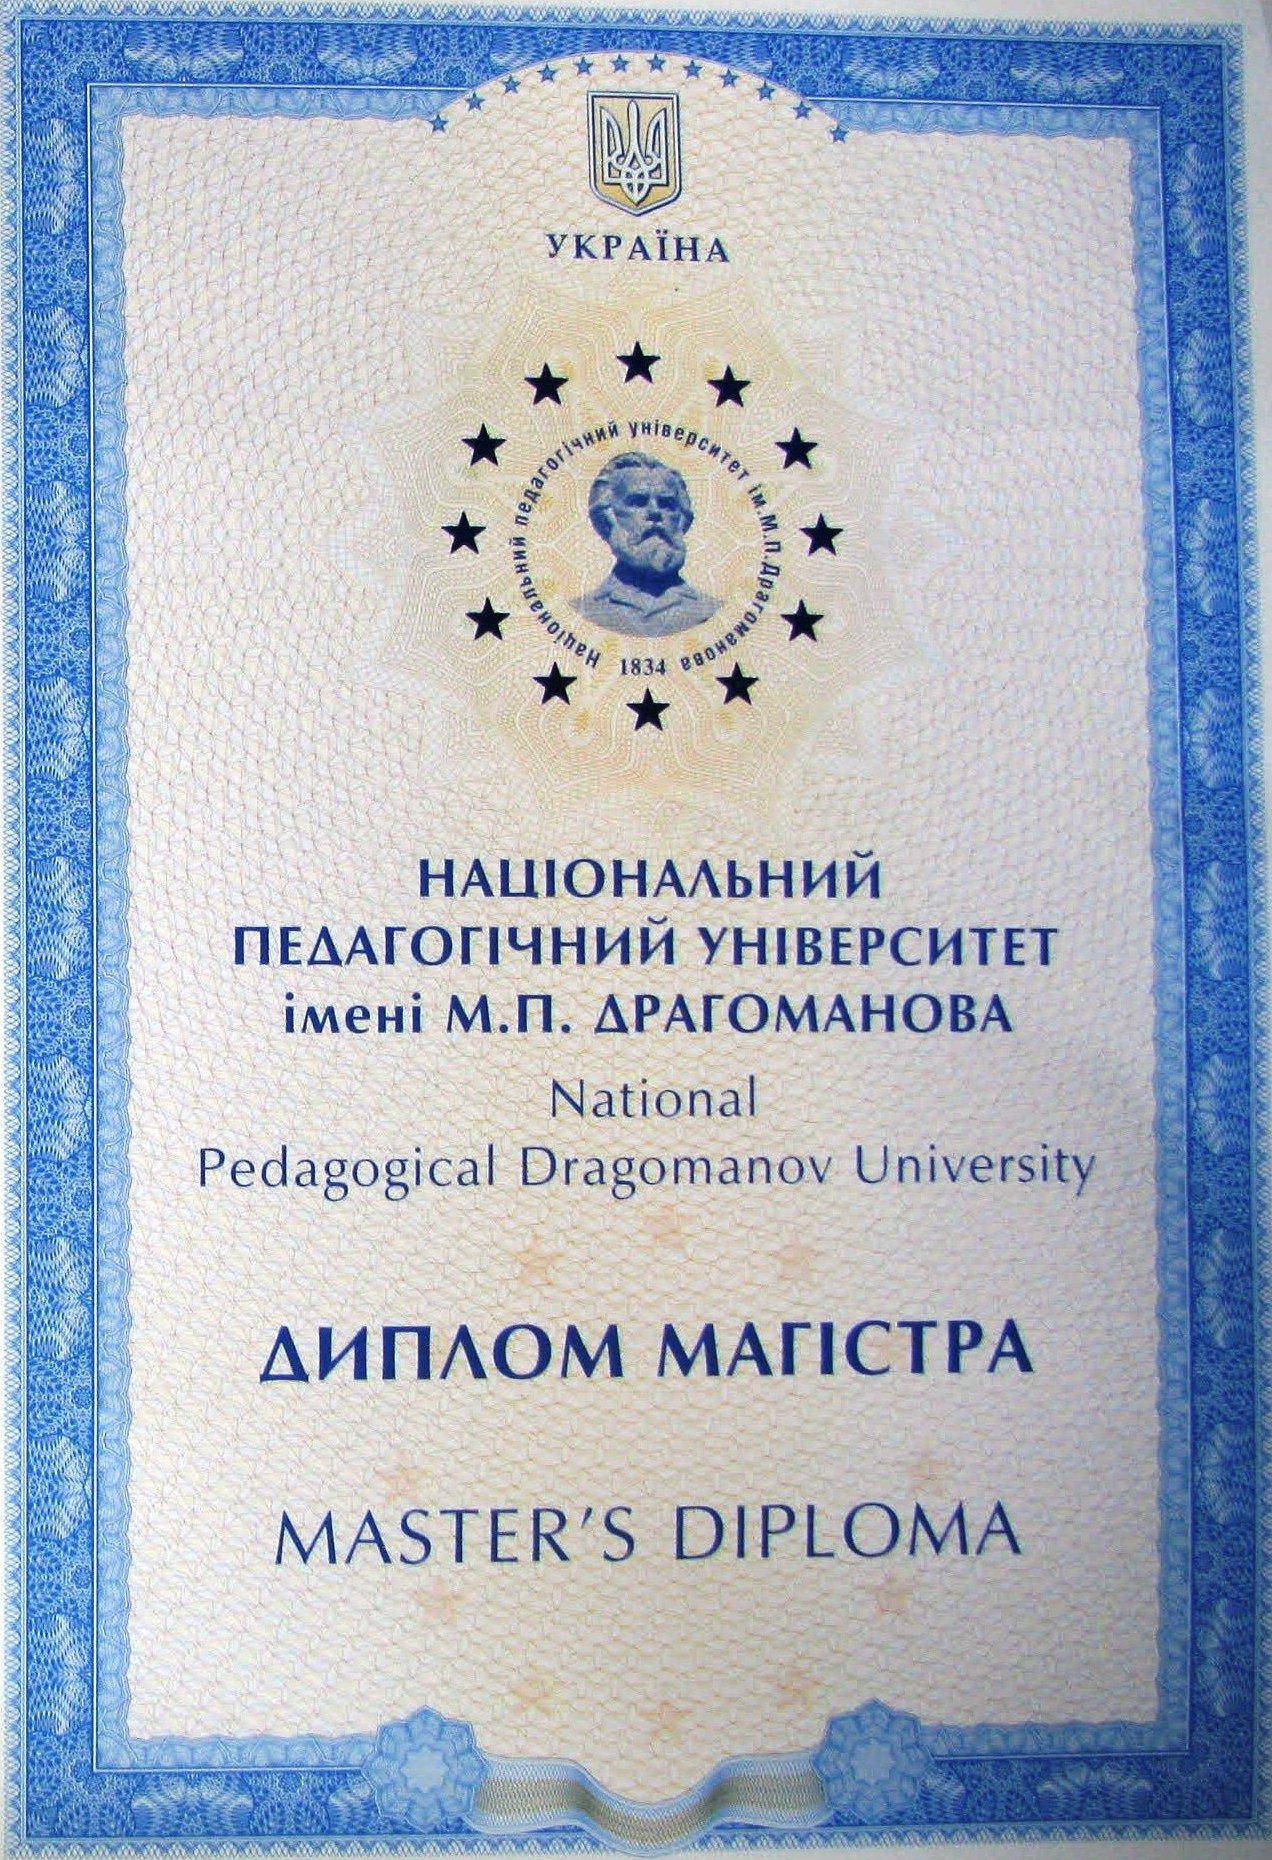 УКРАЇНА
Національний педагогічний університет ім.М.П.Драгоманова
1834
НАЦІОНАЛЬНИЙ
ПЕДАГОГІЧНИЙ УНІВЕРСИТЕТ
імені М.П. ДРАГОМАНОВА
National
Pedagogical Dragomanov University
ДИПЛОМ МАГІСТРА
MASTER'S DIPLOMA